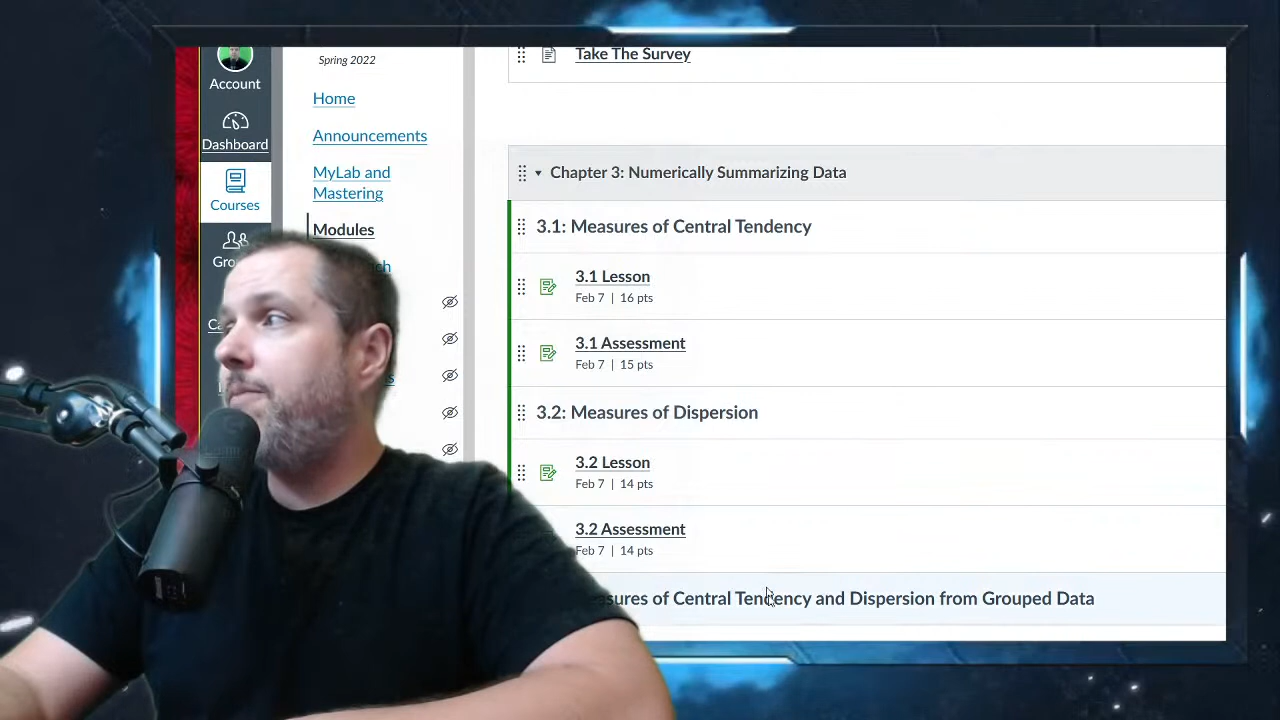 Spring 2022
Account
Dashboard
Courses
Home
Announcements
MyLab and
Mastering
Modules
Take The Survey
Chapter 3: Numerically Summarizing Data
3.1: Measures of Central Tendency
3.1 Lesson
Feb 7 | 16 pts
3.1 Assessment
Feb 7 | 15 pts
3.2: Measures of Dispersion
3.2 Lesson
Feb 7 | 14 pts
3.2 Assessment
Feb 7 | 14 pts
of Central Tendency and Dispersion from Grouped Data